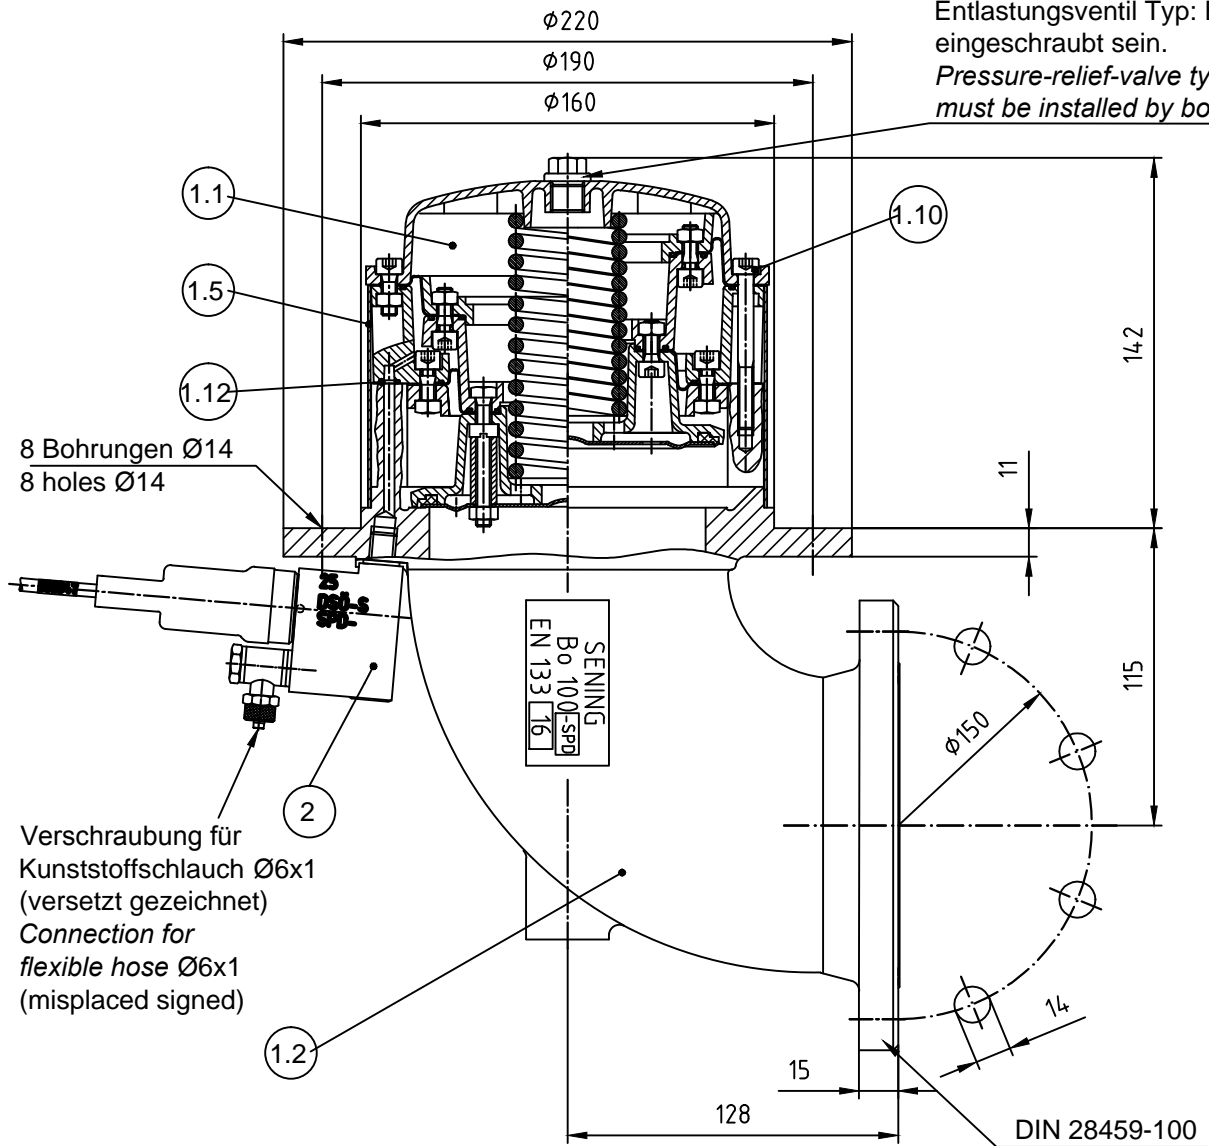 Ø220
Ø190
Ø160
Entlastungsventil Typ:
eingeschraubt sein.
Pressure-relief-valve
must be installed by
1.1
1.10
1.5
1.12
142
8 Bohrungen Ø14
8 holes Ø14
11
25
DSÜ-S
SPD-
SENING
Bo 100-SPD
EN 133 16
115
Ø150
2
Verschraubung für
Kunststoffschlauch Ø6x1
(versetzt gezeichnet)
Connection for
flexible hose Ø6x1
(misplaced signed)
1.2
14
15
128
DIN 28459-100